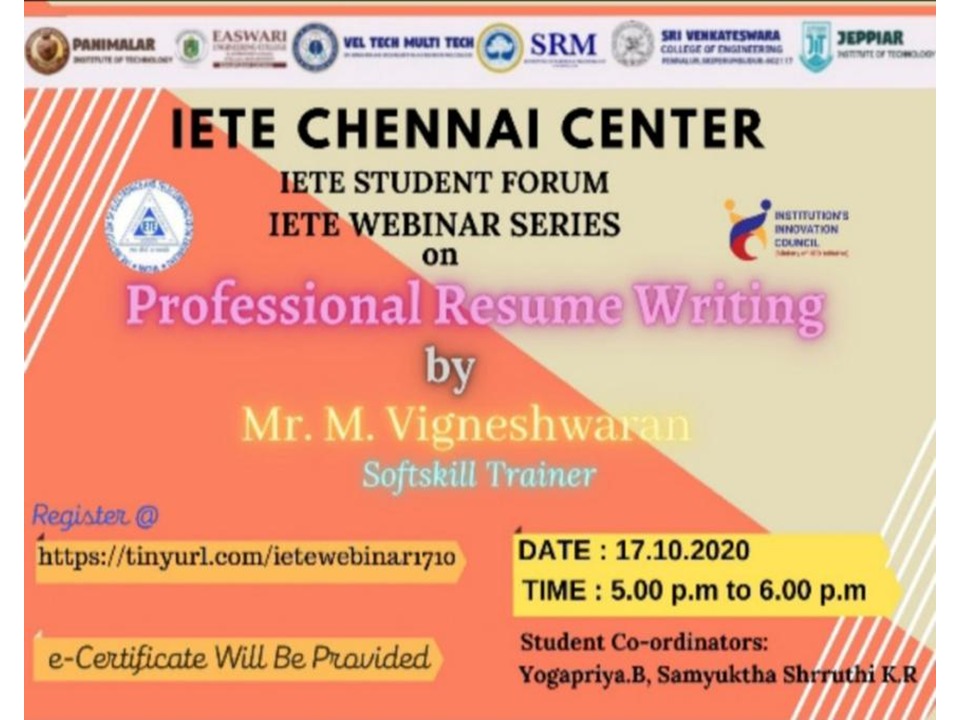 PANIMALAR
INSTITUTE OF TECHNOLOGY
EASWARI
ENGINEERING COLLEGE
VEL TECH MULTI TECH
SRM
SRI VENKATESWARA
COLLEGE OF ENGINEERING
JEPPIAR
INSTITUTE OF TECHNOLOGY
IETE CHENNAI CENTER
IETE STUDENT FORUM
IETE WEBINAR SERIES
on
IETE
INSTITUTION'S
INNOVATION
COUNCIL
Professional Resume Writing
by
Mr. M. Vigneshwaran
Softskill Trainer
Register @
https://tinyurl.com/ietewebinar1710
DATE : 17.10.2020
TIME : 5.00 p.m to 6.00 p.m
e-Certificate Will Be Provided
Student Co-ordinators:
Yogapriya.B, Samyuktha Shrruthi K.R